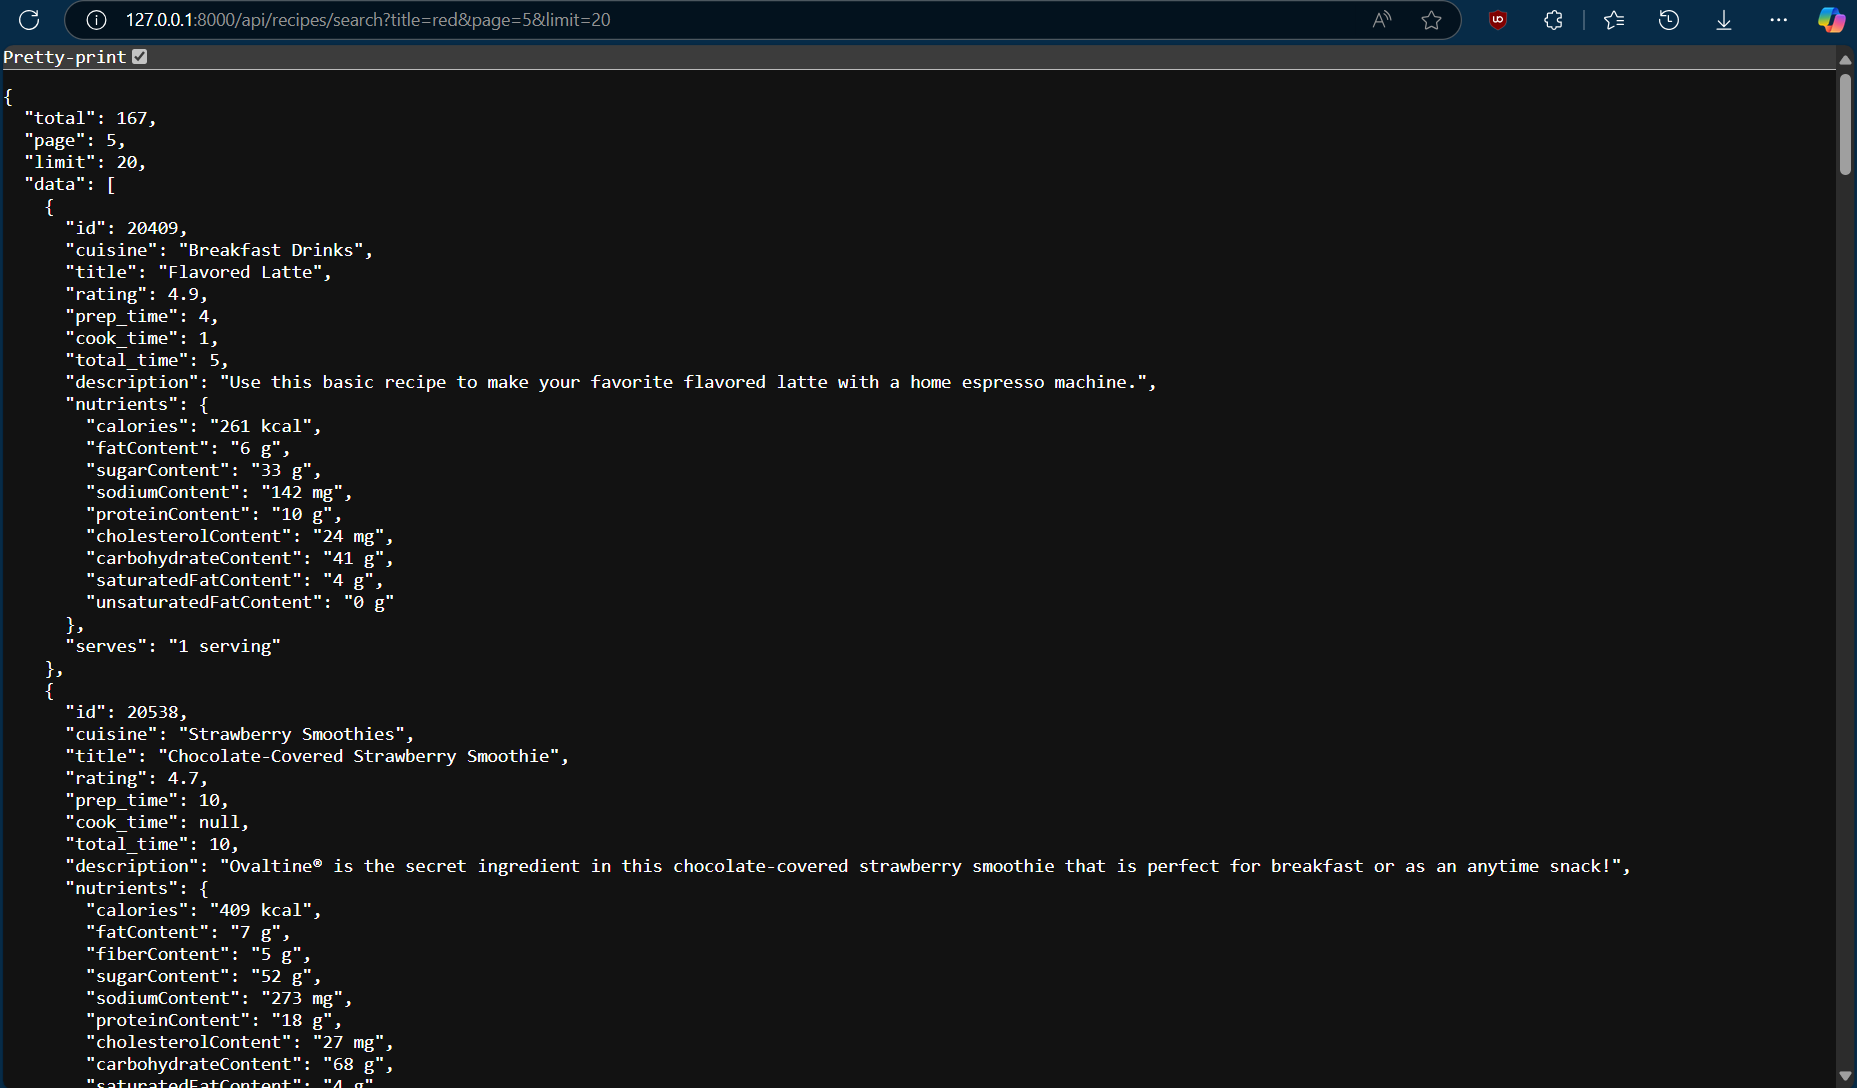 127.0.0.1:8000/api/recipes/search?title=red&page=5&limit=20
Pretty-print
{
  "total": 167,
  "page": 5,
  "limit": 20,
  "data": [
    {
      "id": 20409,
      "cuisine": "Breakfast Drinks",
      "title": "Flavored Latte",
      "rating": 4.9,
      "prep_time": 4,
      "cook_time": 1,
      "total_time": 5,
      "description": "Use this basic recipe to make your favorite flavored latte with a home espresso machine.",
      "nutrients": {
        "calories": "261 kcal",
        "fatContent": "6 g",
        "sugarContent": "33 g",
        "sodiumContent": "142 mg",
        "proteinContent": "10 g",
        "cholesterolContent": "24 mg",
        "carbohydrateContent": "41 g",
        "saturatedFatContent": "4 g",
        "unsaturatedFatContent": "0 g"
      },
      "serves": "1 serving"
    },
    {
      "id": 20538,
      "cuisine": "Strawberry Smoothies",
      "title": "Chocolate-Covered Strawberry Smoothie",
      "rating": 4.7,
      "prep_time": 10,
      "cook_time": null,
      "total_time": 10,
      "description": "Ovaltine® is the secret ingredient in this chocolate-covered strawberry smoothie that is perfect for breakfast or as an anytime snack!",
      "nutrients": {
        "calories": "409 kcal",
        "fatContent": "7 g",
        "fiberContent": "5 g",
        "sugarContent": "52 g",
        "sodiumContent": "273 mg",
        "proteinContent": "18 g",
        "cholesterolContent": "27 mg",
        "carbohydrateContent": "68 g",
        "saturatedFatContent": "4 g"